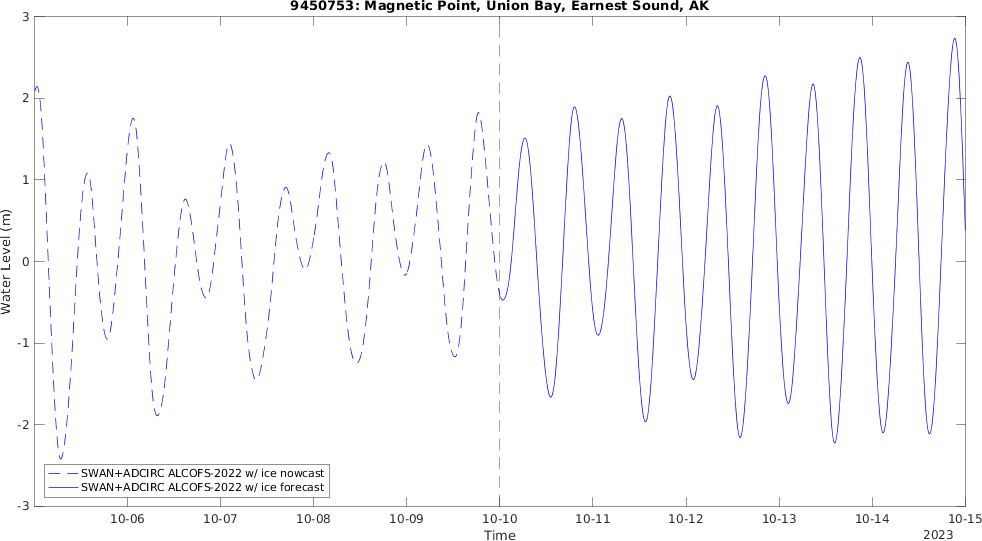 9450753: Magnetic Point, Union Bay, Earnest Sound, AK
3
2
1
0
-1
-2
-3
Water Level (m)
SWAN+ADCIRC ALCOFS-2022 w/ ice nowcast
SWAN+ADCIRC ALCOFS-2022 w/ ice forecast
10-06 10-07 10-08 10-09 10-10 10-11 10-12 10-13 10-14 10-15
Time
2023